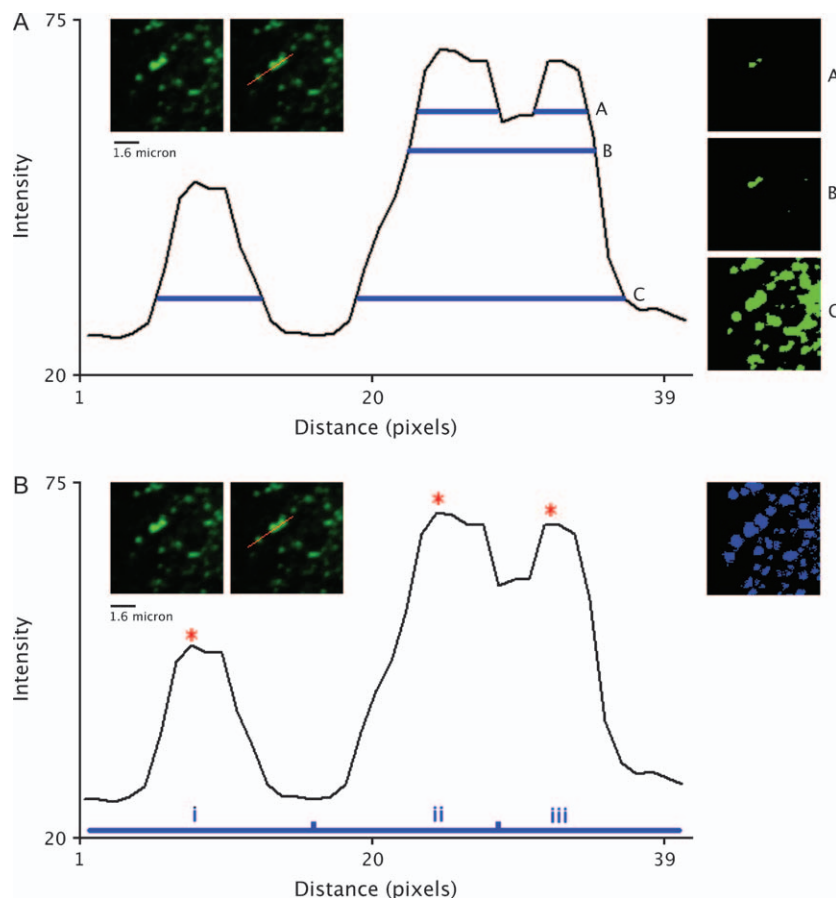 A
75
A
A
B
1.6 micron
Intensity
B
C
C
20
1
20
39
Distance (pixels)
B
75
*
*
1.6 micron
*
Intensity
i
ii
iii
20
1
20
39
Distance (pixels)